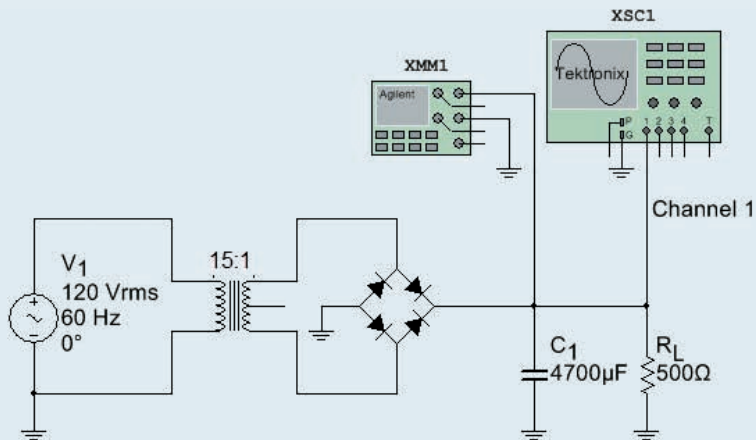 XSC1
XMM1
Tektronix
Agilent
P
G
1 2 3 4 T
Channel 1
V1
120 Vrms
60 Hz
0°
15:1
C1
4700µF
RL
500Ω